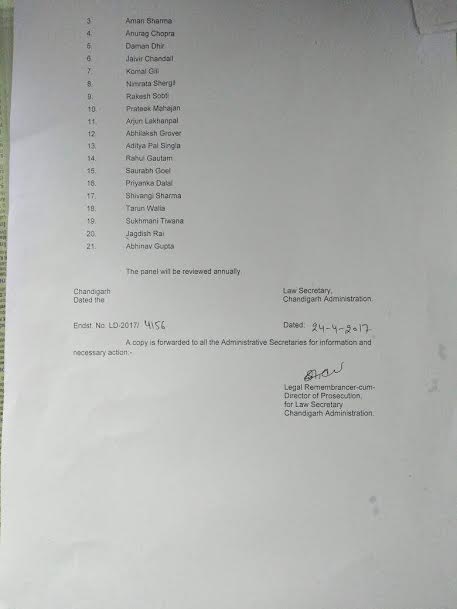 3. Aman Sharma
4. Anurag Chopra
5. Daman Dhir
6. Jaivir Chandail
7. Komal Gill
8. Nimrata Shergil
9. Rakesh Sobti
10. Prateek Mahajan
11. Arjun Lakhanpal
12. Abhilaksh Grover
13. Aditya Pal Singla
14. Rahul Gautam
15. Saurabh Goel
16. Priyanka Dalal
17. Shivangi Sharma
18. Tarun Walia
19. Sukhmani Tiwana
20. Jagdish Rai
21. Abhinav Gupta
The panel will be reviewed annually.
Chandigarh Law Secretary,
Dated the Chandigarh Administration.
Endst. No. LD-2017/ 4156 Dated: 24-4-2017
A copy is forwarded to all the Administrative Secretaries for information and
necessary action:-
Legal Remembrancer-cum-
Director of Prosecution,
for Law Secretary
Chandigarh Administration.